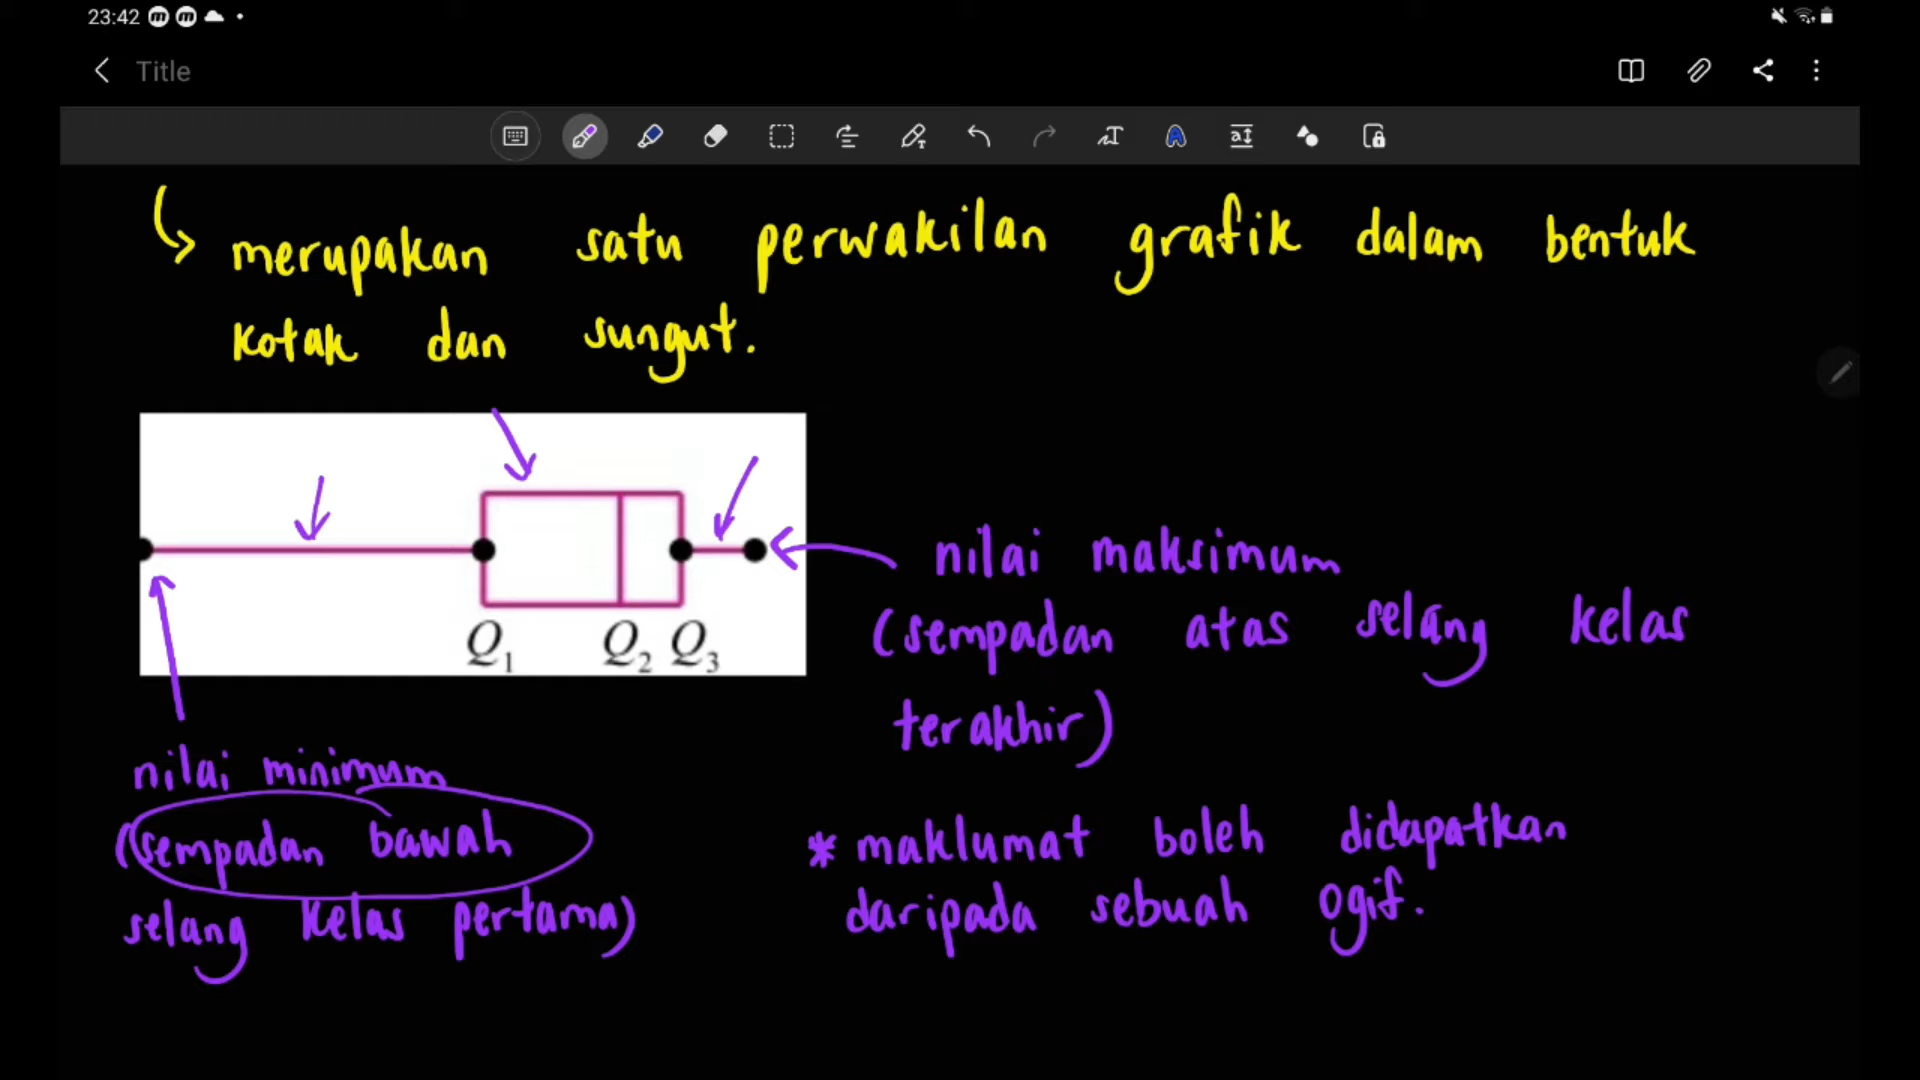 23:42
Title
merupakan satu perwakilan grafik dalam bentuk
kotak dan sungut.
Q1 Q2 Q3
nilai maksimum
(sempadan atas selang kelas
terakhir)
nilai minimum
(sempadan bawah
selang kelas pertama)
* maklumat boleh didapatkan
daripada sebuah ogif.